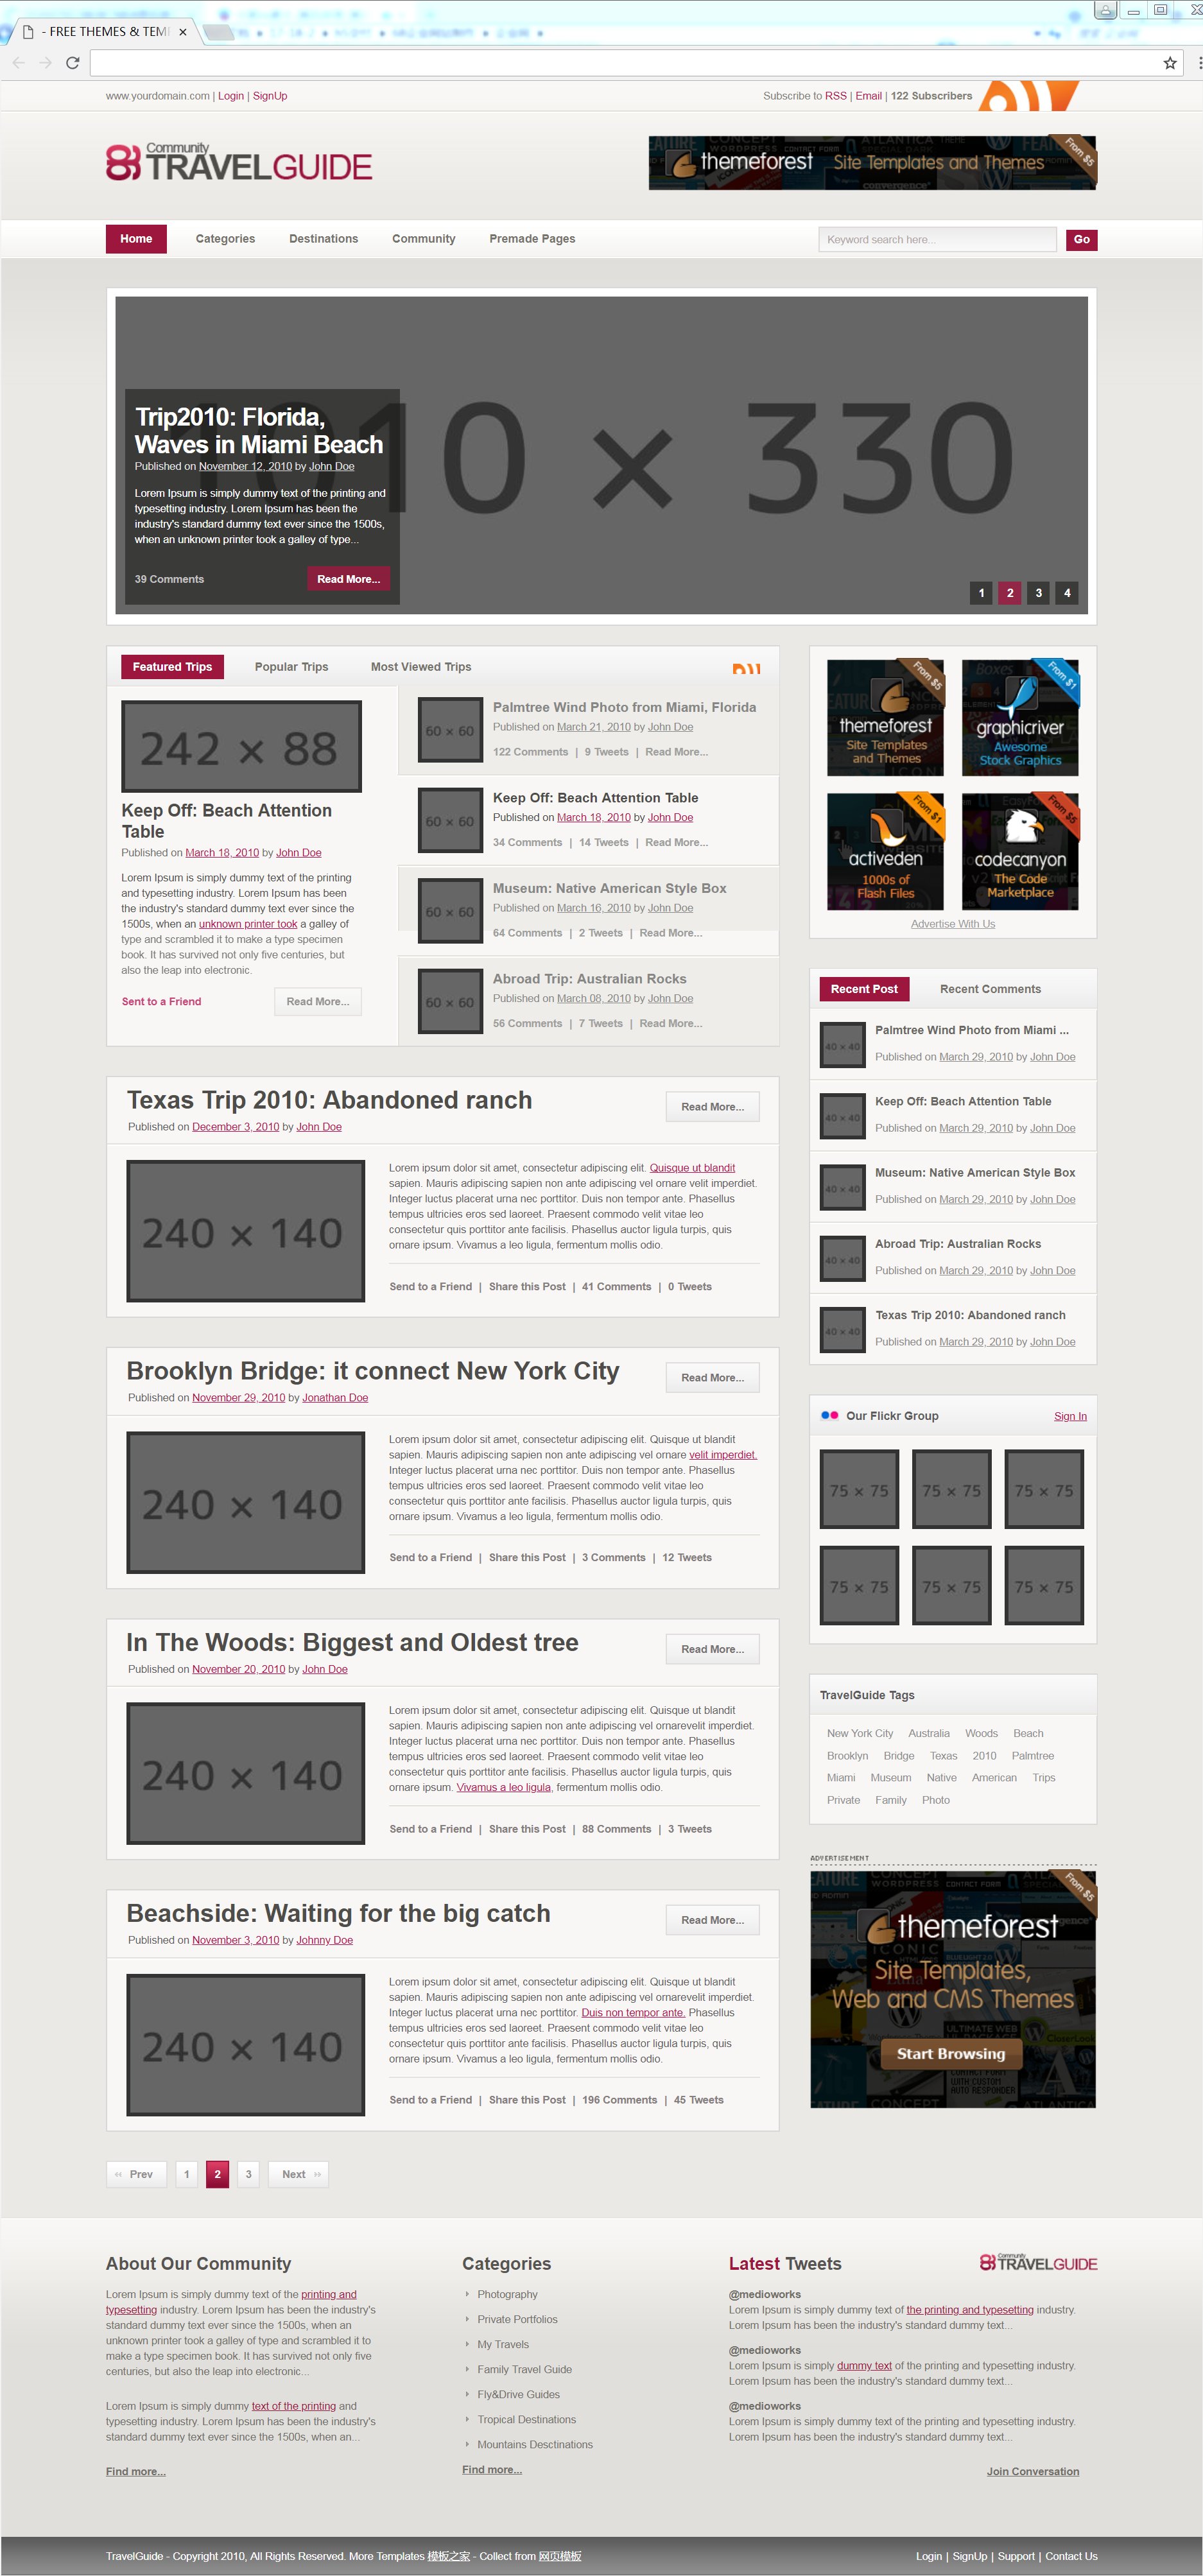 - FREE THEMES & TEM
www.yourdomain.com | Login | SignUp
Subscribe to RSS | Email | 122 Subscribers
Community
TRAVELGUIDE
themeforest Site Templates and Themes
From $5
Home
Categories
Destinations
Community
Premade Pages
Keyword search here...
Go
1010 × 330
Trip2010: Florida,
Waves in Miami Beach
Published on November 12, 2010 by John Doe
Lorem Ipsum is simply dummy text of the printing and
typesetting industry. Lorem Ipsum has been the
industry's standard dummy text ever since the 1500s,
when an unknown printer took a galley of type...
39 Comments
Read More...
1 2 3 4
Featured Trips
Popular Trips
Most Viewed Trips
242 × 88
Keep Off: Beach Attention
Table
Published on March 18, 2010 by John Doe
Lorem Ipsum is simply dummy text of the printing
and typesetting industry. Lorem Ipsum has been
the industry's standard dummy text ever since the
1500s, when an unknown printer took a galley of
type and scrambled it to make a type specimen
book. It has survived not only five centuries, but
also the leap into electronic.
Sent to a Friend
Read More...
60 × 60
Palmtree Wind Photo from Miami, Florida
Published on March 21, 2010 by John Doe
122 Comments | 9 Tweets | Read More...
60 × 60
Keep Off: Beach Attention Table
Published on March 18, 2010 by John Doe
34 Comments | 14 Tweets | Read More...
60 × 60
Museum: Native American Style Box
Published on March 16, 2010 by John Doe
64 Comments | 2 Tweets | Read More...
60 × 60
Abroad Trip: Australian Rocks
Published on March 08, 2010 by John Doe
56 Comments | 7 Tweets | Read More...
From $5
themeforest
Site Templates
and Themes
From $1
graphicriver
Awesome
Stock Graphics
From $1
activeden
1000s of
Flash Files
From $5
codecanyon
The Code
Marketplace
Advertise With Us
Recent Post
Recent Comments
40 × 40
Palmtree Wind Photo from Miami ...
Published on March 29, 2010 by John Doe
40 × 40
Keep Off: Beach Attention Table
Published on March 29, 2010 by John Doe
40 × 40
Museum: Native American Style Box
Published on March 29, 2010 by John Doe
40 × 40
Abroad Trip: Australian Rocks
Published on March 29, 2010 by John Doe
40 × 40
Texas Trip 2010: Abandoned ranch
Published on March 29, 2010 by John Doe
Our Flickr Group
Sign In
75 × 75 75 × 75 75 × 75
75 × 75 75 × 75 75 × 75
TravelGuide Tags
New York City Australia Woods Beach
Brooklyn Bridge Texas 2010 Palmtree
Miami Museum Native American Trips
Private Family Photo
ADVERTISEMENT
From $5
themeforest
Site Templates,
Web and CMS Themes
Start Browsing
Texas Trip 2010: Abandoned ranch
Published on December 3, 2010 by John Doe
Read More...
240 × 140
Lorem ipsum dolor sit amet, consectetur adipiscing elit. Quisque ut blandit
sapien. Mauris adipiscing sapien non ante adipiscing vel ornare velit imperdiet.
Integer luctus placerat urna nec porttitor. Duis non tempor ante. Phasellus
tempus ultricies eros sed laoreet. Praesent commodo velit vitae leo
consectetur quis porttitor ante facilisis. Phasellus auctor ligula turpis, quis
ornare ipsum. Vivamus a leo ligula, fermentum mollis odio.
Send to a Friend | Share this Post | 41 Comments | 0 Tweets
Brooklyn Bridge: it connect New York City
Published on November 29, 2010 by Jonathan Doe
Read More...
240 × 140
Lorem ipsum dolor sit amet, consectetur adipiscing elit. Quisque ut blandit
sapien. Mauris adipiscing sapien non ante adipiscing vel ornare velit imperdiet.
Integer luctus placerat urna nec porttitor. Duis non tempor ante. Phasellus
tempus ultricies eros sed laoreet. Praesent commodo velit vitae leo
consectetur quis porttitor ante facilisis. Phasellus auctor ligula turpis, quis
ornare ipsum. Vivamus a leo ligula, fermentum mollis odio.
Send to a Friend | Share this Post | 3 Comments | 12 Tweets
In The Woods: Biggest and Oldest tree
Published on November 20, 2010 by John Doe
Read More...
240 × 140
Lorem ipsum dolor sit amet, consectetur adipiscing elit. Quisque ut blandit
sapien. Mauris adipiscing sapien non ante adipiscing vel ornarevelit imperdiet.
Integer luctus placerat urna nec porttitor. Duis non tempor ante. Phasellus
tempus ultricies eros sed laoreet. Praesent commodo velit vitae leo
consectetur quis porttitor ante facilisis. Phasellus auctor ligula turpis, quis
ornare ipsum. Vivamus a leo ligula, fermentum mollis odio.
Send to a Friend | Share this Post | 88 Comments | 3 Tweets
Beachside: Waiting for the big catch
Published on November 3, 2010 by Johnny Doe
Read More...
240 × 140
Lorem ipsum dolor sit amet, consectetur adipiscing elit. Quisque ut blandit
sapien. Mauris adipiscing sapien non ante adipiscing vel ornarevelit imperdiet.
Integer luctus placerat urna nec porttitor. Duis non tempor ante. Phasellus
tempus ultricies eros sed laoreet. Praesent commodo velit vitae leo
consectetur quis porttitor ante facilisis. Phasellus auctor ligula turpis, quis
ornare ipsum. Vivamus a leo ligula, fermentum mollis odio.
Send to a Friend | Share this Post | 196 Comments | 45 Tweets
Prev 1 2 3 Next
About Our Community
Lorem Ipsum is simply dummy text of the printing and
typesetting industry. Lorem Ipsum has been the industry's
standard dummy text ever since the 1500s, when an
unknown printer took a galley of type and scrambled it to
make a type specimen book. It has survived not only five
centuries, but also the leap into electronic...
Lorem Ipsum is simply dummy text of the printing and
typesetting industry. Lorem Ipsum has been the industry's
standard dummy text ever since the 1500s, when an...
Find more...
Categories
Photography
Private Portfolios
My Travels
Family Travel Guide
Fly&Drive Guides
Tropical Destinations
Mountains Desctinations
Find more...
Latest Tweets
Community
TRAVELGUIDE
@medioworks
Lorem Ipsum is simply dummy text of the printing and typesetting industry.
Lorem Ipsum has been the industry's standard dummy text...
@medioworks
Lorem Ipsum is simply dummy text of the printing and typesetting industry.
Lorem Ipsum has been the industry's standard dummy text...
@medioworks
Lorem Ipsum is simply dummy text of the printing and typesetting industry.
Lorem Ipsum has been the industry's standard dummy text...
Join Conversation
TravelGuide - Copyright 2010, All Rights Reserved. More Templates 模板之家 - Collect from 网页模板
Login | SignUp | Support | Contact Us